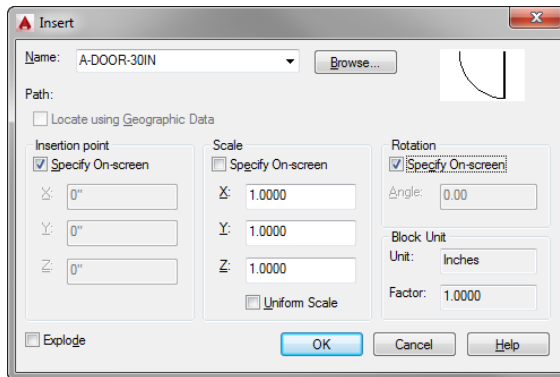 Insert
Name: A-DOOR-30IN Browse...
Path:
Locate using Geographic Data
Insertion point
Specify On-screen
X: 0"
Y: 0"
Z: 0"
Scale
Specify On-screen
X: 1.0000
Y: 1.0000
Z: 1.0000
Uniform Scale
Rotation
Specify On-screen
Angle: 0.00
Block Unit
Unit: Inches
Factor: 1.0000
Explode
OK Cancel Help